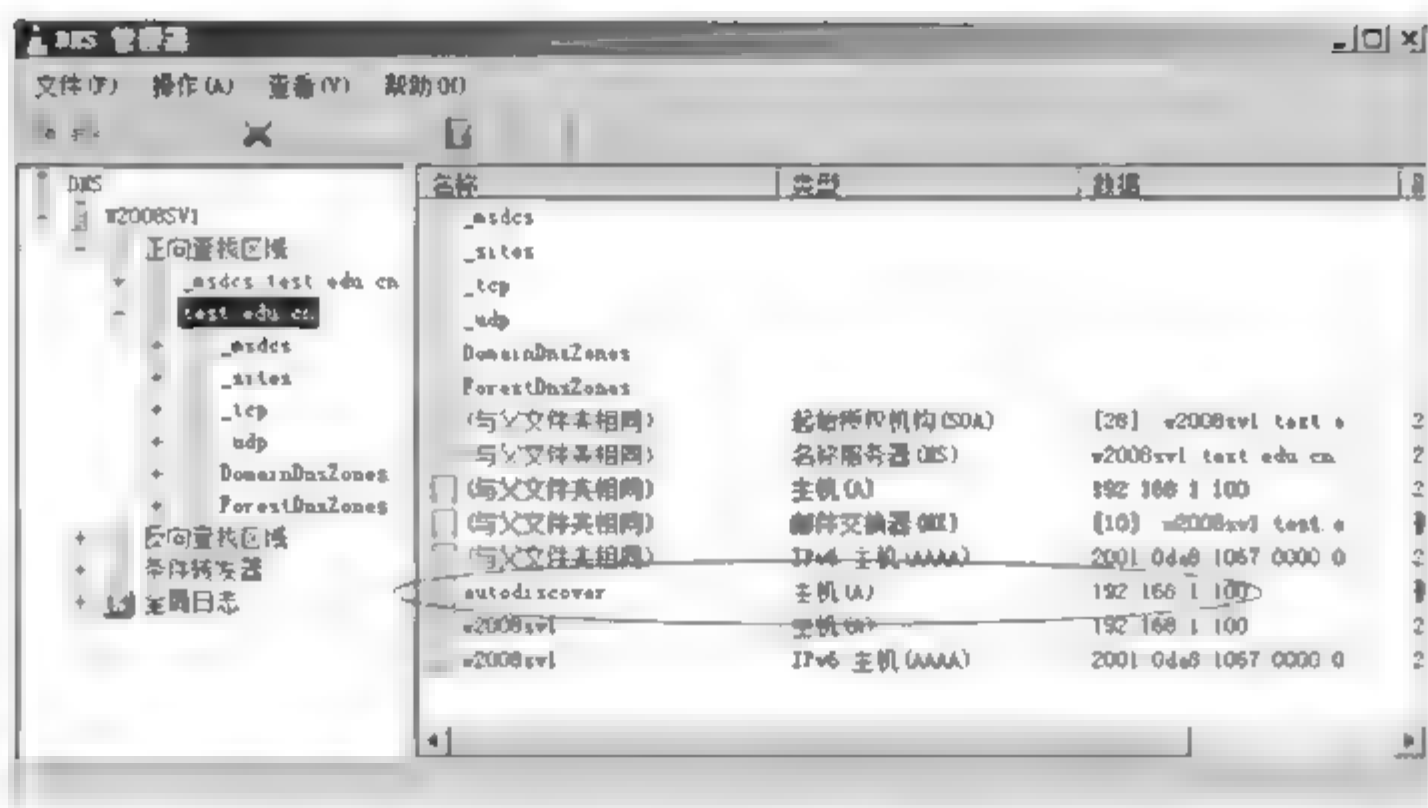 DNS 管理器
文件(F) 操作(A) 查看(V) 帮助(H)
DNS
W2008SV1
正向查找区域
_msdcs test edu cn
test edu cn
_msdcs
_sites
_tcp
_udp
DomainDnsZones
ForestDnsZones
反向查找区域
条件转发器
全局日志
名称 类型 数据
_msdcs
_sites
_tcp
_udp
DomainDnsZones
ForestDnsZones
(与父文件夹相同) 起始授权机构(SOA) [28] w2008sv1 test e
与父文件夹相同) 名称服务器(NS) w2008sv1 test edu cn
(与父文件夹相同) 主机(A) 192 168 1 100
(与父文件夹相同) 邮件交换器(MX) [10] w2008sv1 test e
(与父文件夹相同) IPv6 主机(AAAA) 2001 0da8 1067 0000 0
autodiscover 主机(A) 192 168 1 100
w2008sv1 主机(A) 192 168 1 100
w2008sv1 IPv6 主机(AAAA) 2001 0da8 1067 0000 0